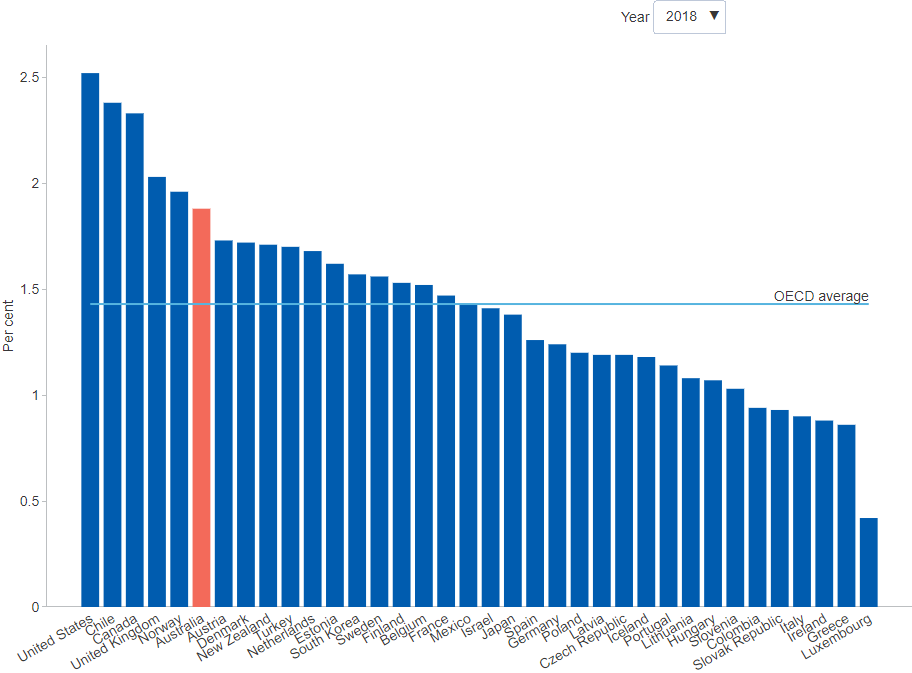 Year 2018 ▼
2.5
2
1.5
1
0.5
0
Per cent
OECD average
United States
Chile
Canada
United Kingdom
Norway
Australia
Austria
Denmark
New Zealand
Turkey
Netherlands
Estonia
South Korea
Sweden
Finland
Belgium
France
Mexico
Israel
Japan
Spain
Germany
Poland
Latvia
Czech Republic
Iceland
Portugal
Lithuania
Hungary
Slovenia
Colombia
Slovak Republic
Italy
Ireland
Greece
Luxembourg